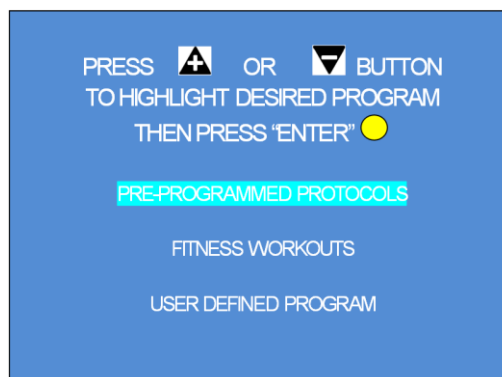 PRESS + OR - BUTTON
TO HIGHLIGHT DESIRED PROGRAM
THEN PRESS “ENTER”
PRE-PROGRAMMED PROTOCOLS
FITNESS WORKOUTS
USER DEFINED PROGRAM